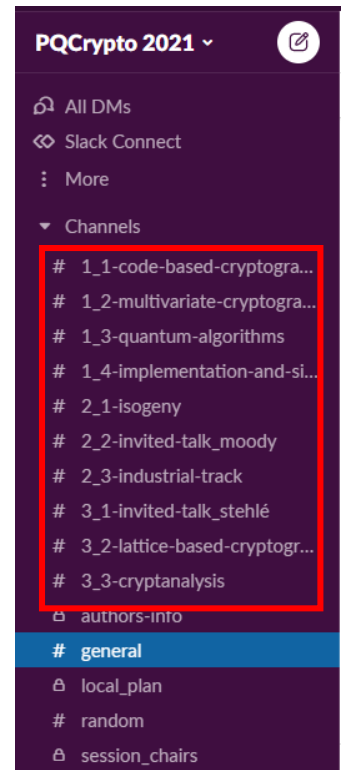 PQCrypto 2021
All DMs
Slack Connect
More
Channels
# 1_1-code-based-cryptogra...
# 1_2-multivariate-cryptogra...
# 1_3-quantum-algorithms
# 1_4-implementation-and-si...
# 2_1-isogeny
# 2_2-invited-talk_moody
# 2_3-industrial-track
# 3_1-invited-talk_stehlé
# 3_2-lattice-based-cryptogr...
# 3_3-cryptanalysis
authors-info
# general
local_plan
# random
session_chairs